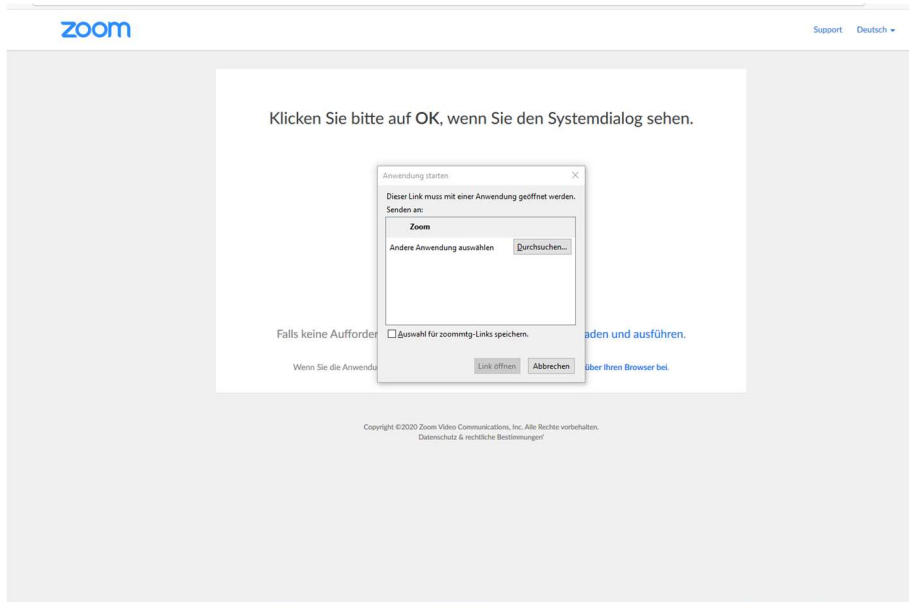 zoom
Support Deutsch
Klicken Sie bitte auf OK, wenn Sie den Systemdialog sehen.
Anwendung starten
Dieser Link muss mit einer Anwendung geöffnet werden.
Senden an:
Zoom
Andere Anwendung auswählen Durchsuchen...
Auswahl für zoommtg-Links speichern.
Link öffnen Abbrechen
Falls keine Aufforder aden und ausführen.
Wenn Sie die Anwendu über Ihren Browser bei.
Copyright ©2020 Zoom Video Communications, Inc. Alle Rechte vorbehalten.
Datenschutz & rechtliche Bestimmungen'